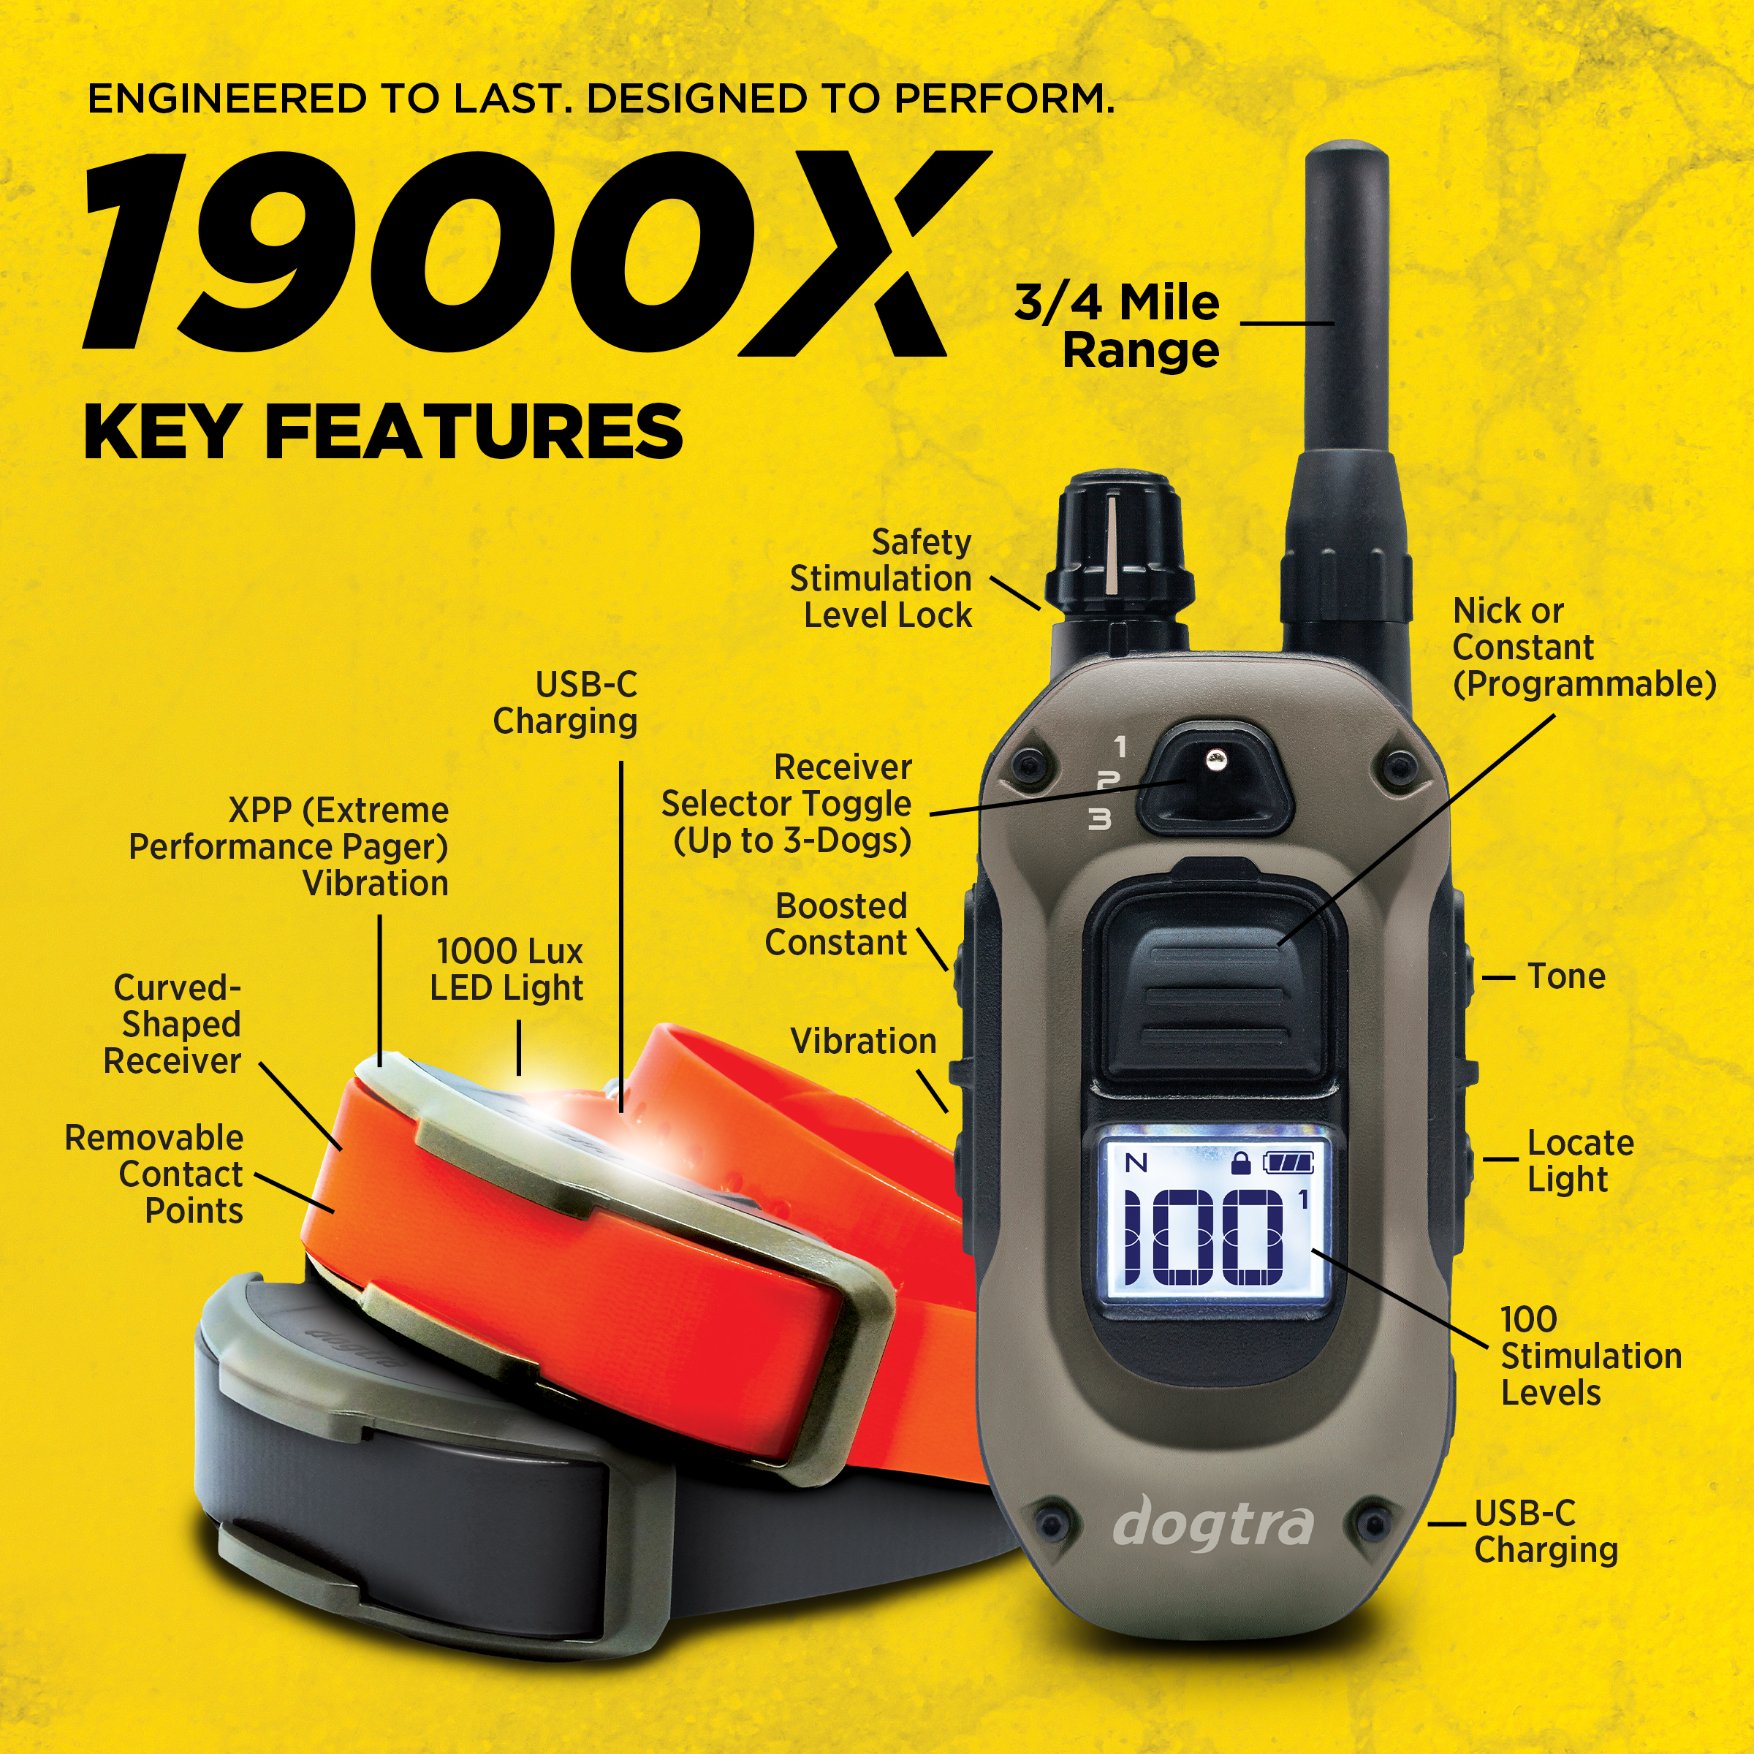 ENGINEERED TO LAST. DESIGNED TO PERFORM.
1900X
KEY FEATURES
3/4 Mile
Range
Safety
Stimulation
Level Lock
Nick or
Constant
(Programmable)
USB-C
Charging
Receiver
Selector Toggle
(Up to 3-Dogs)
1
2
3
XPP (Extreme
Performance Pager)
Vibration
Boosted
Constant
1000 Lux
LED Light
Tone
Curved-
Shaped
Receiver
Vibration
Removable
Contact
Points
Locate
Light
N
100 1
100
Stimulation
Levels
dogtra
dogtra
USB-C
Charging